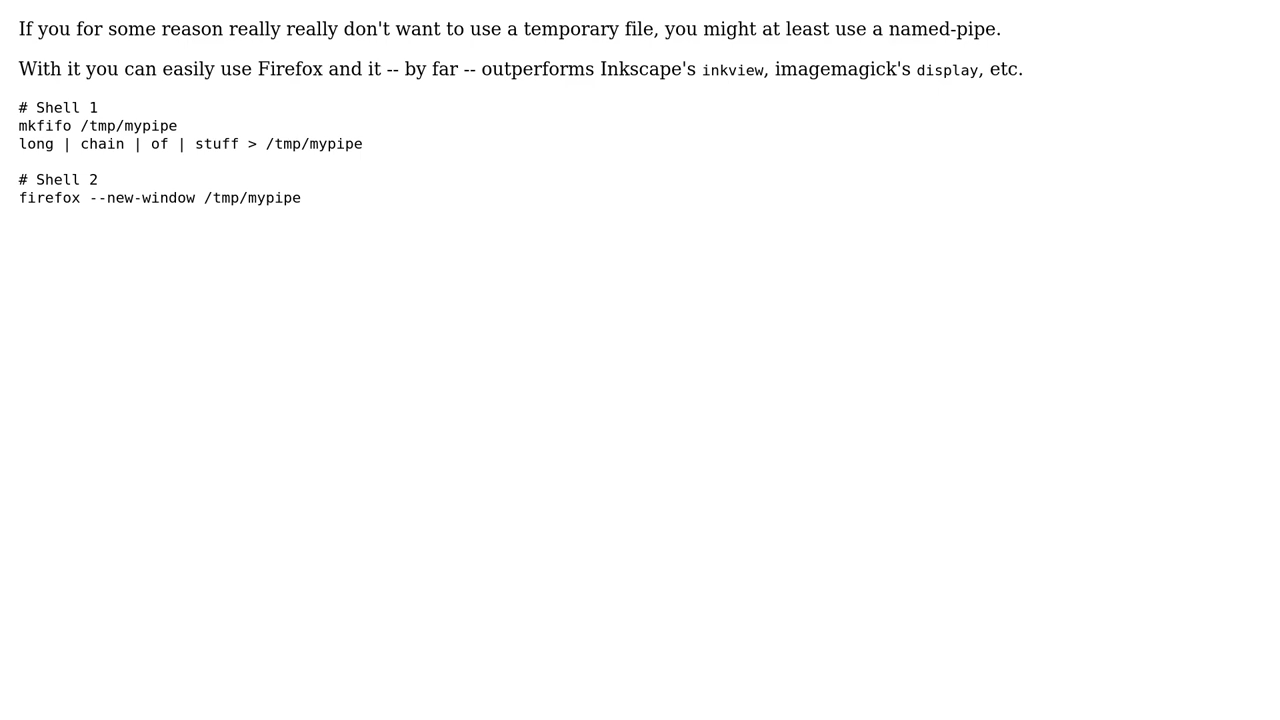 If you for some reason really really don't want to use a temporary file, you might at least use a named-pipe.
With it you can easily use Firefox and it -- by far -- outperforms Inkscape's inkview, imagemagick's display, etc.
# Shell 1
mkfifo /tmp/mypipe
long | chain | of | stuff > /tmp/mypipe
# Shell 2
firefox --new-window /tmp/mypipe